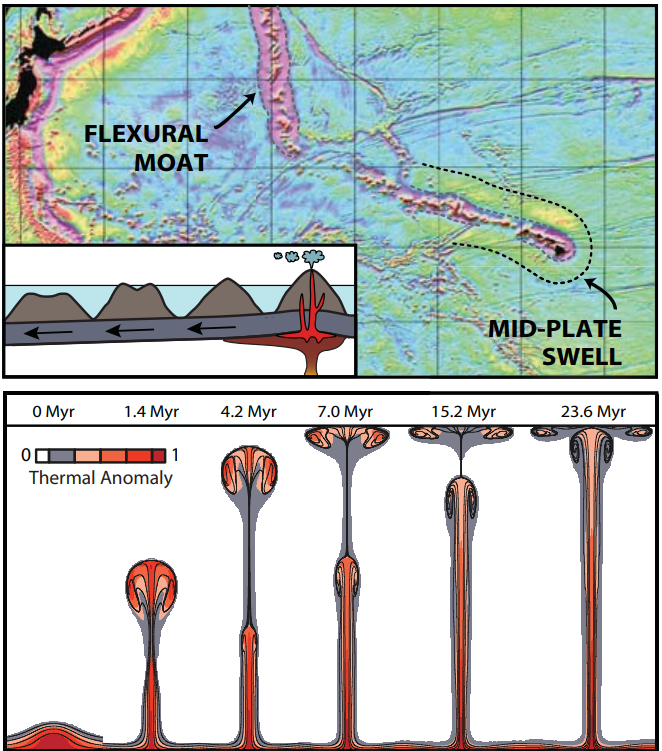 FLEXURAL
MOAT
MID-PLATE
SWELL
0 Myr 1.4 Myr 4.2 Myr 7.0 Myr 15.2 Myr 23.6 Myr
0 1
Thermal Anomaly